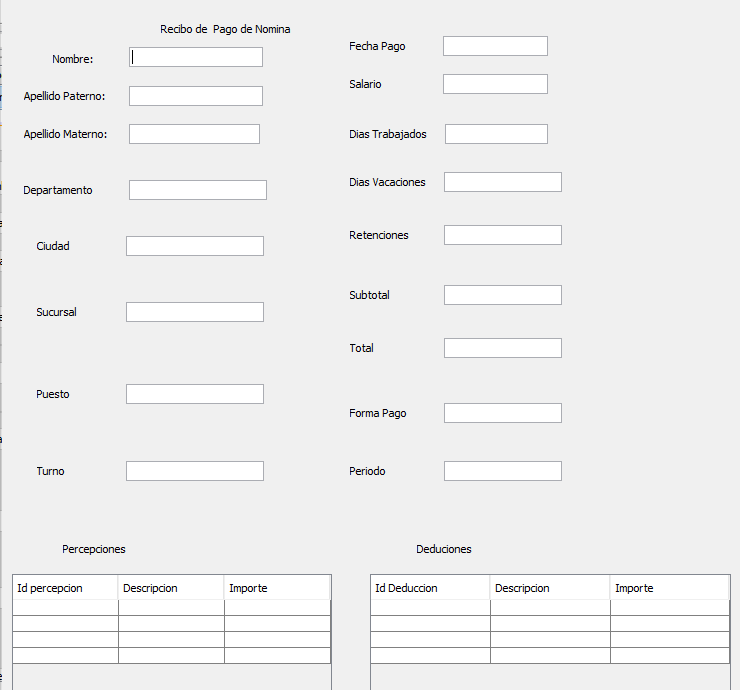 Recibo de  Pago de Nomina
Nombre:
Apellido Paterno:
Apellido Materno:
Departamento
Ciudad
Sucursal
Puesto
Turno
Fecha Pago
Salario
Dias Trabajados
Dias Vacaciones
Retenciones
Subtotal
Total
Forma Pago
Periodo
Percepciones
Id percepcion Descripcion Importe
Deduciones
Id Deduccion Descripcion Importe